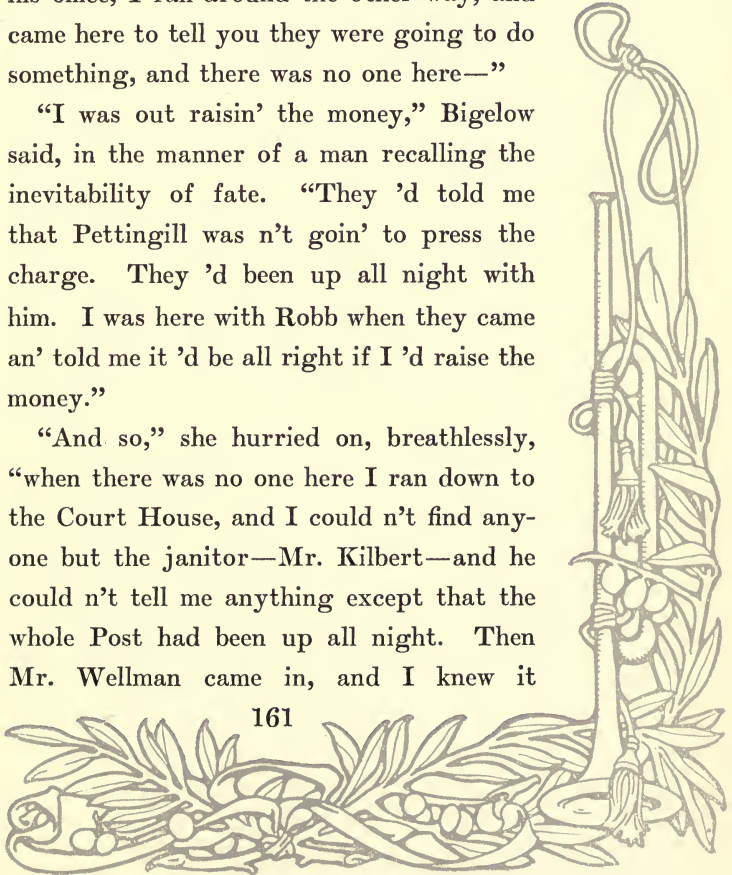 came here to tell you they were going to do
something, and there was no one here—”
“I was out raisin’ the money,” Bigelow
said, in the manner of a man recalling the
inevitability of fate. “They ’d told me
that Pettingill was n’t goin’ to press the
charge. They ’d been up all night with
him. I was here with Robb when they came
an’ told me it ’d be all right if I ’d raise the
money.”
“And so,” she hurried on, breathlessly,
“when there was no one here I ran down to
the Court House, and I could n’t find any-
one but the janitor—Mr. Kilbert—and he
could n’t tell me anything except that the
whole Post had been up all night. Then
Mr. Wellman came in, and I knew it
161